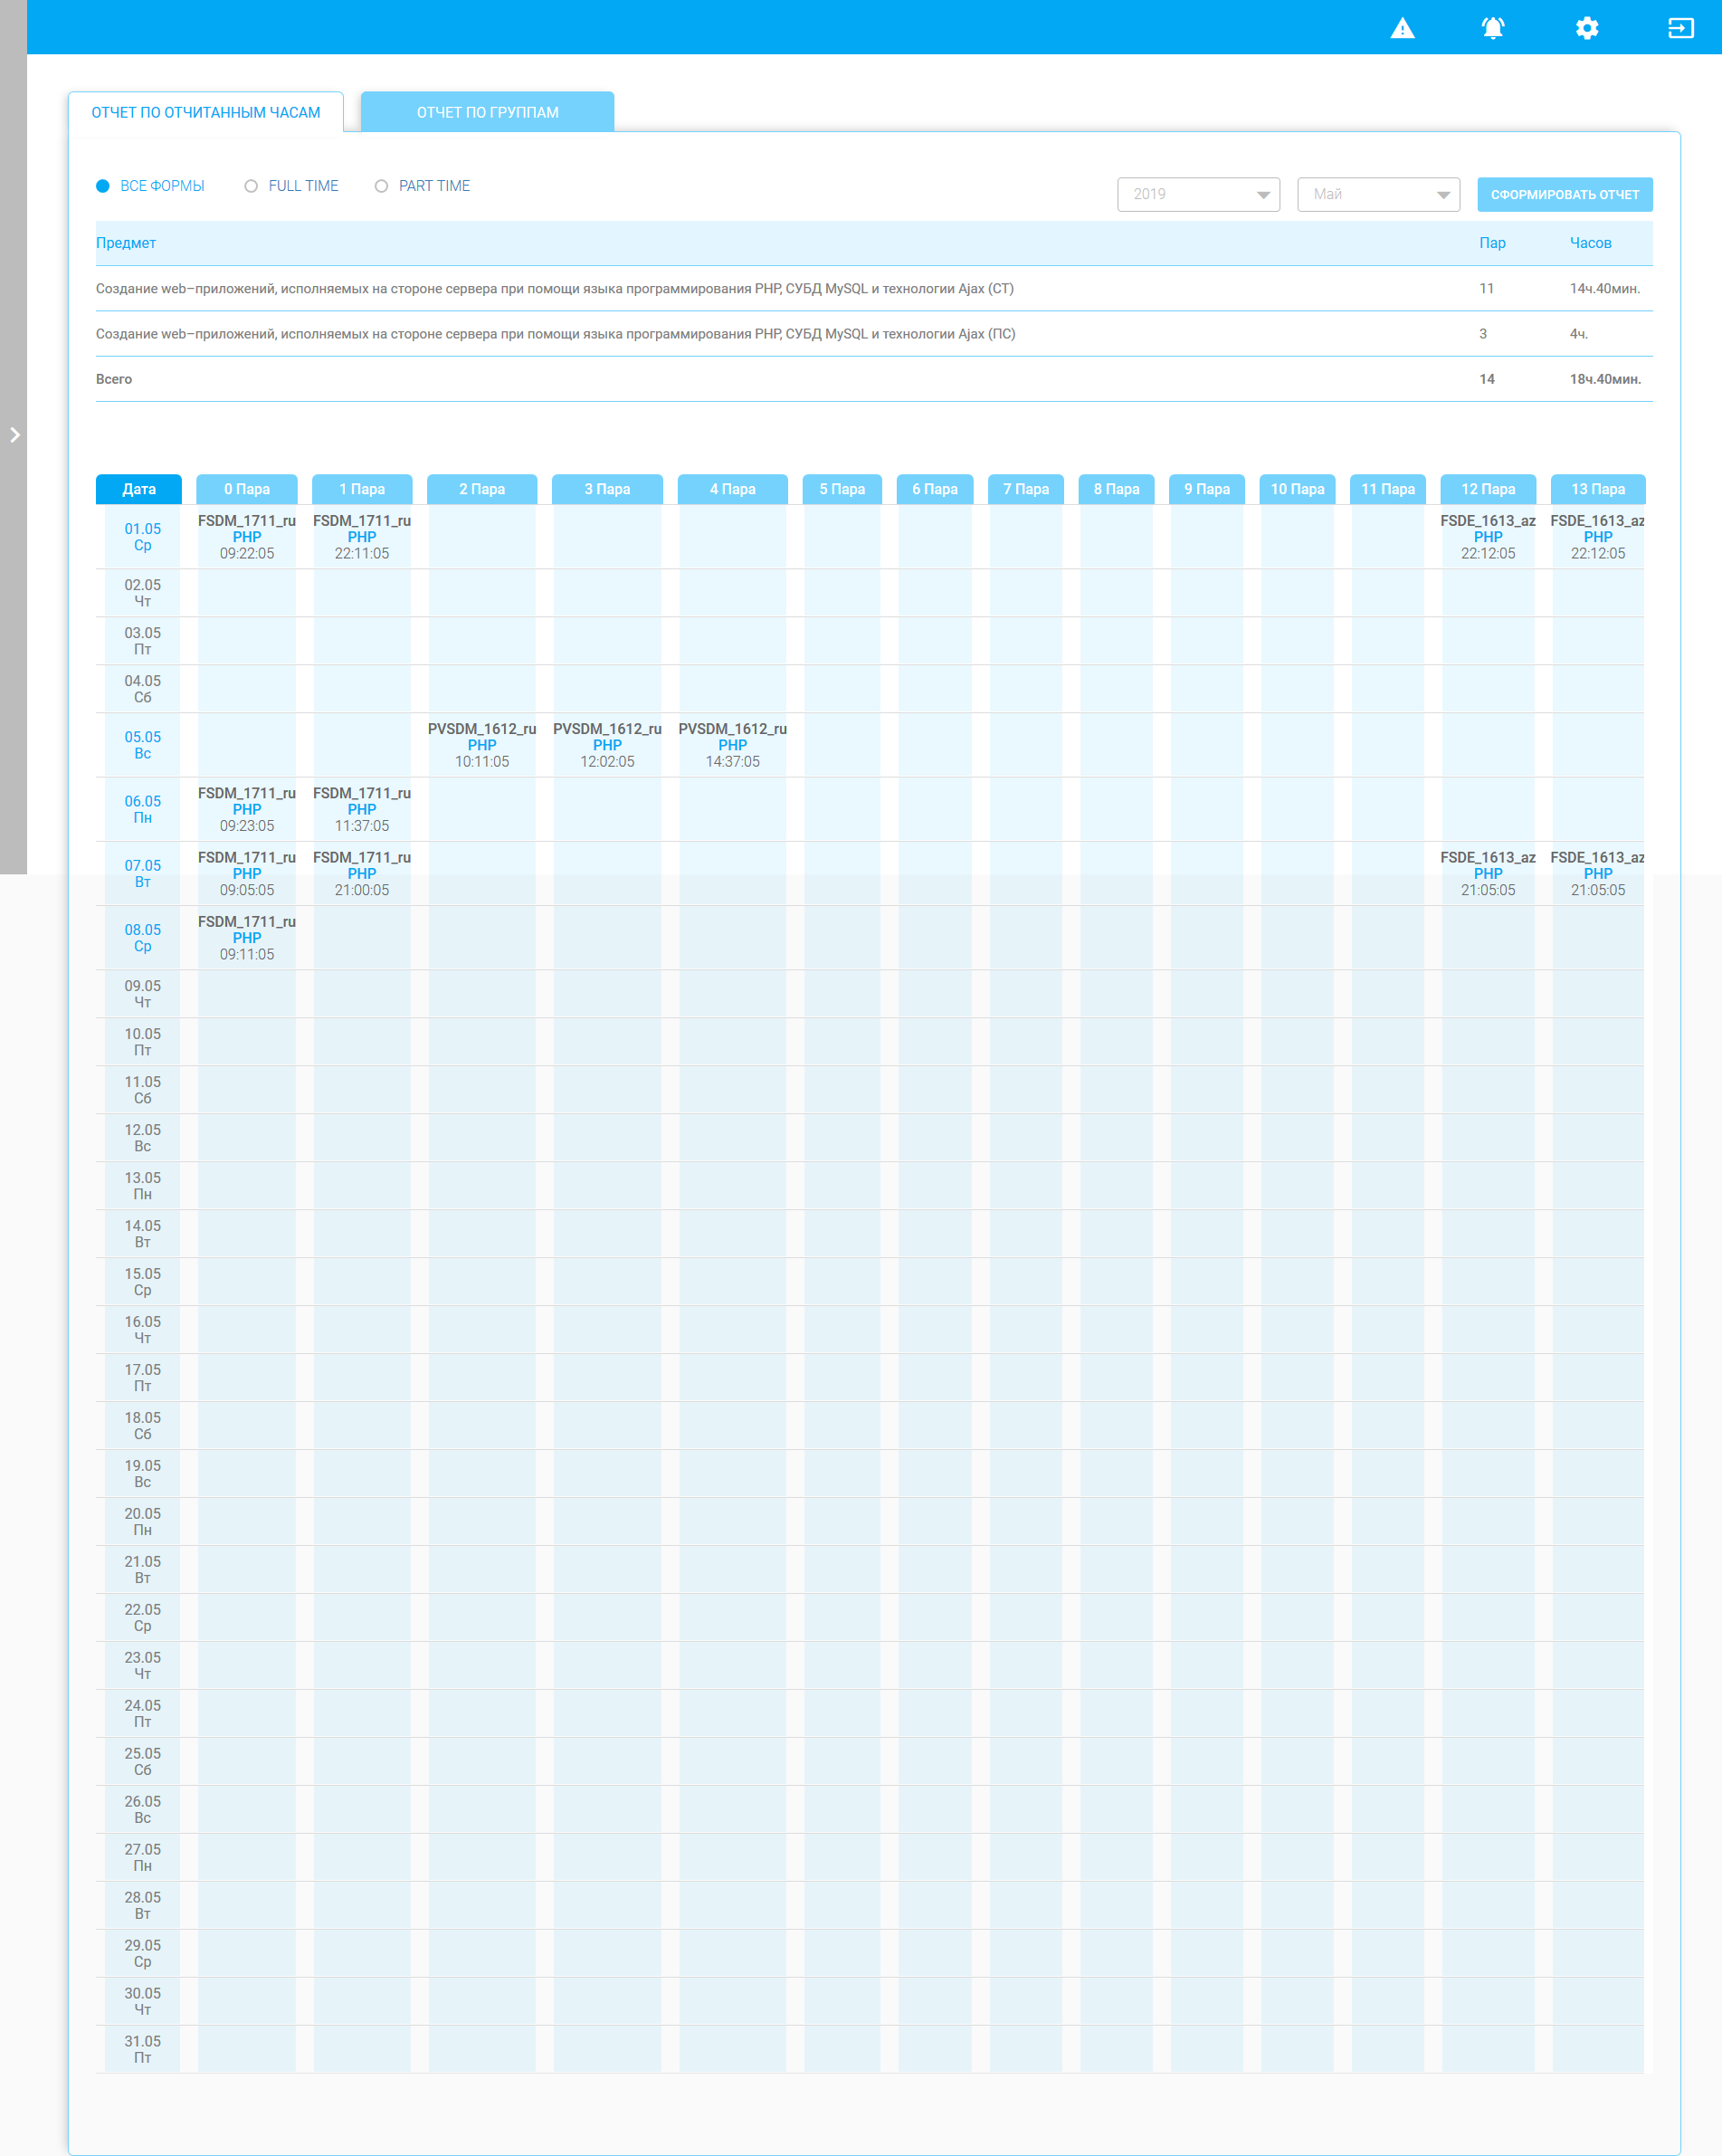 ОТЧЕТ ПО ОТЧИТАННЫМ ЧАСАМ ОТЧЕТ ПО ГРУППАМ
ВСЕ ФОРМЫ FULL TIME PART TIME 2019 Май СФОРМИРОВАТЬ ОТЧЕТ
Предмет Пар Часов
Создание web–приложений, исполняемых на стороне сервера при помощи языка программирования PHP, СУБД MySQL и технологии Ajax (СТ) 11 14ч.40мин.
Создание web–приложений, исполняемых на стороне сервера при помощи языка программирования PHP, СУБД MySQL и технологии Ajax (ПС) 3 4ч.
Всего 14 18ч.40мин.
Дата 0 Пара 1 Пара 2 Пара 3 Пара 4 Пара 5 Пара 6 Пара 7 Пара 8 Пара 9 Пара 10 Пара 11 Пара 12 Пара 13 Пара
01.05 FSDM_1711_ru FSDM_1711_ru FSDE_1613_az FSDE_1613_az
Ср PHP PHP PHP PHP
09:22:05 22:11:05 22:12:05 22:12:05
02.05
Чт
03.05
Пт
04.05
Сб
05.05 PVSDM_1612_ru PVSDM_1612_ru PVSDM_1612_ru
Вс PHP PHP PHP
10:11:05 12:02:05 14:37:05
06.05 FSDM_1711_ru FSDM_1711_ru
Пн PHP PHP
09:23:05 11:37:05
07.05 FSDM_1711_ru FSDM_1711_ru FSDE_1613_az FSDE_1613_az
Вт PHP PHP PHP PHP
09:05:05 21:00:05 21:05:05 21:05:05
08.05 FSDM_1711_ru
Ср PHP
09:11:05
09.05
Чт
10.05
Пт
11.05
Сб
12.05
Вс
13.05
Пн
14.05
Вт
15.05
Ср
16.05
Чт
17.05
Пт
18.05
Сб
19.05
Вс
20.05
Пн
21.05
Вт
22.05
Ср
23.05
Чт
24.05
Пт
25.05
Сб
26.05
Вс
27.05
Пн
28.05
Вт
29.05
Ср
30.05
Чт
31.05
Пт